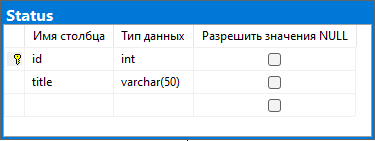 Status
Имя столбца Тип данных Разрешить значения NULL
id int
title varchar(50)